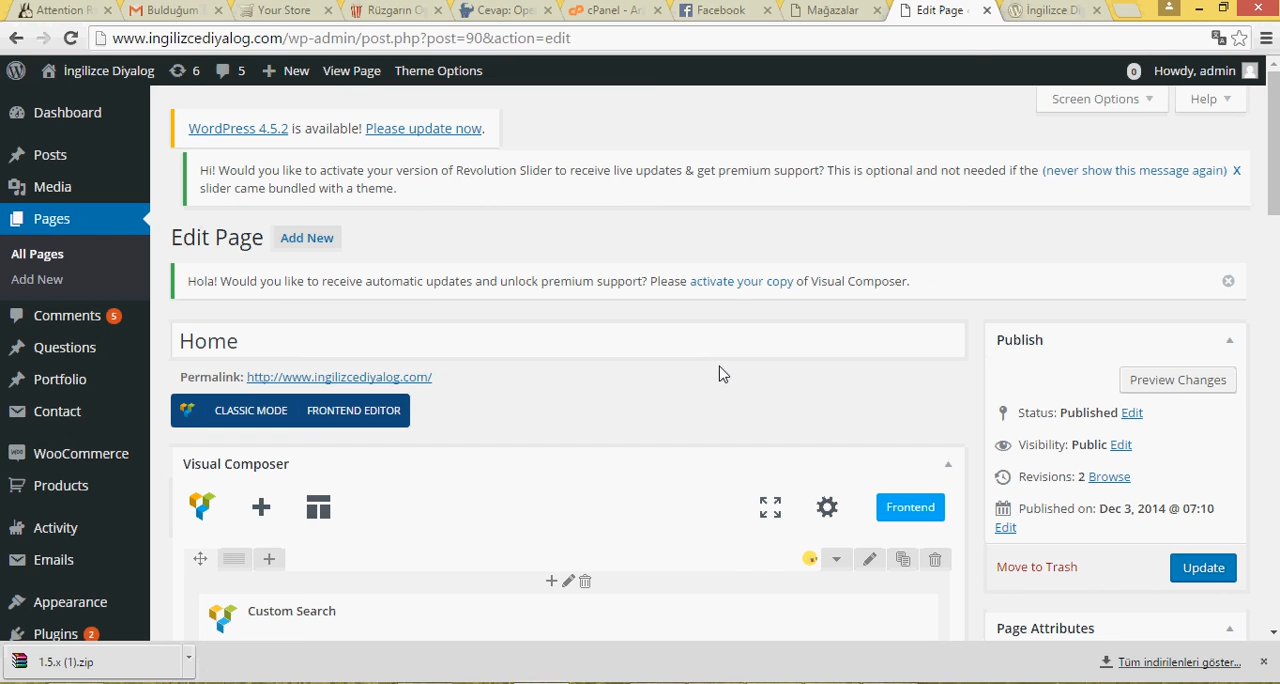 Attention R
Bulduğum
Your Store
Rüzgarın O
Cevap: Ope
cPanel - An
Facebook
Mağazalar
Edit Page
İngilizce Di
www.ingilizcediyalog.com/wp-admin/post.php?post=90&action=edit
İngilizce Diyalog
6
5
New
View Page
Theme Options
0
Howdy, admin
Dashboard
Posts
Media
Pages
All Pages
Add New
Comments 5
Questions
Portfolio
Contact
WooCommerce
Products
Activity
Emails
Appearance
Plugins 2
Screen Options
Help
WordPress 4.5.2 is available! Please update now.
Hi! Would you like to activate your version of Revolution Slider to receive live updates & get premium support? This is optional and not needed if the (never show this message again) X
slider came bundled with a theme.
Edit Page
Add New
Hola! Would you like to receive automatic updates and unlock premium support? Please activate your copy of Visual Composer.
Home
Permalink: http://www.ingilizcediyalog.com/
CLASSIC MODE
FRONTEND EDITOR
Visual Composer
Frontend
Custom Search
Publish
Preview Changes
Status: Published Edit
Visibility: Public Edit
Revisions: 2 Browse
Published on: Dec 3, 2014 @ 07:10
Edit
Move to Trash
Update
Page Attributes
1.5.x (1).zip
Tüm indirilenleri göster...